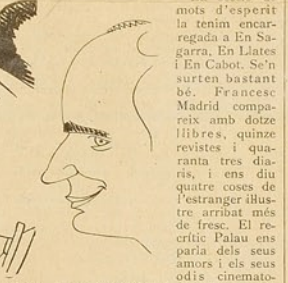 mots d'esperit
la tenim encar-
regada a En Sa-
garra, En Llates
i En Cabot. Se'n
surten bastant
bé. Francesc
Madrid compa-
reix amb dotze
llibres, quinze
revistes i qua-
ranta tres dia-
ris, i ens diu
quatre coses de
l'estranger illus-
tre arribat més
de fresc. El re-
crític Palau ens
parla dels seus
amors i els seus
odis cinemato-